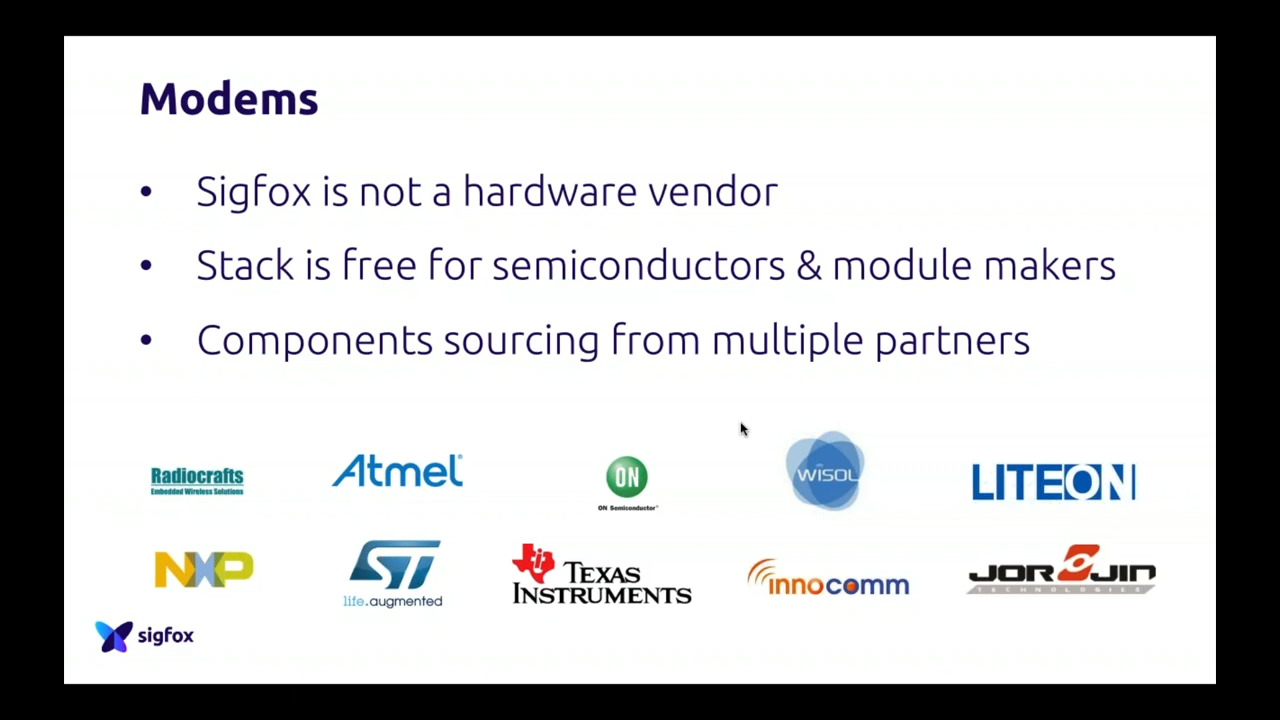 Modems
• Sigfox is not a hardware vendor
• Stack is free for semiconductors & module makers
• Components sourcing from multiple partners
Radiocrafts
Embedded Wireless Solutions
Atmel
ON
ON Semiconductor
WISOL
LITEON
NXP
ST
life.augmented
TEXAS
INSTRUMENTS
innocomm
JORJIN
TECHNOLOGIES
sigfox